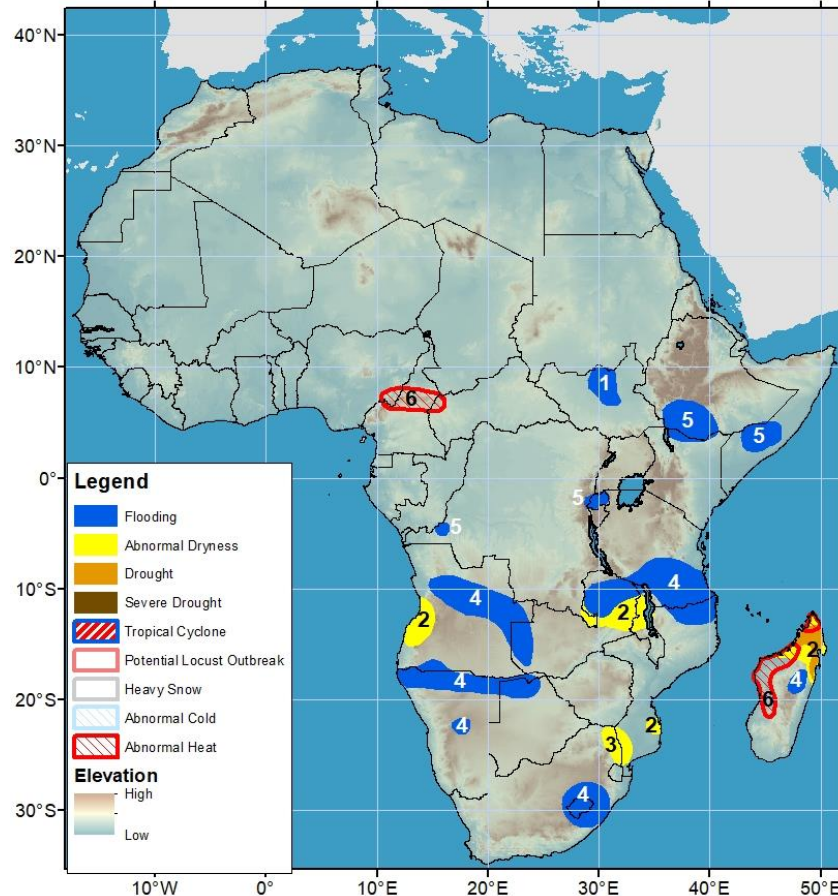 40°N
30°N
20°N
10°N
0°
10°S
20°S
30°S
10°W
0°
10°E
20°E
30°E
40°E
50°E
6
1
5
5
5
5
4
4
2
2
4
2
4
6
4
4
2
3
4
Legend
Flooding
Abnormal Dryness
Drought
Severe Drought
Tropical Cyclone
Potential Locust Outbreak
Heavy Snow
Abnormal Cold
Abnormal Heat
Elevation
High
Low